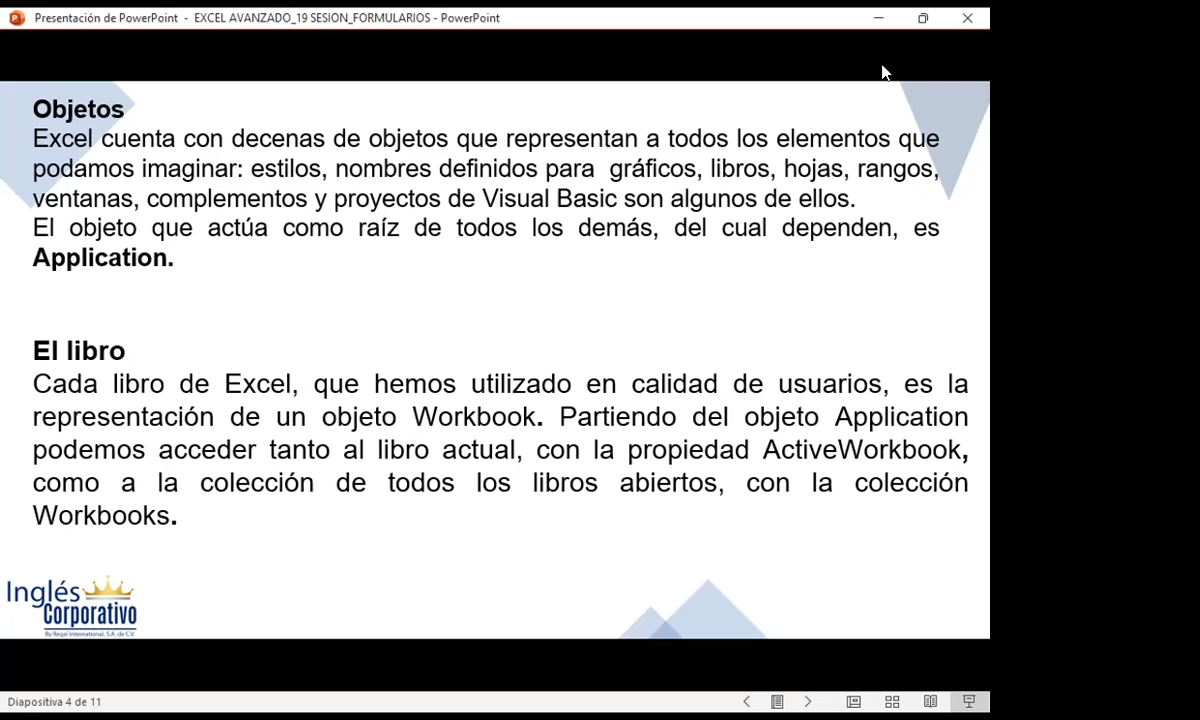 Presentación de PowerPoint - EXCEL AVANZADO_19 SESION_FORMULARIOS - PowerPoint
Objetos
Excel cuenta con decenas de objetos que representan a todos los elementos que
podamos imaginar: estilos, nombres definidos para gráficos, libros, hojas, rangos,
ventanas, complementos y proyectos de Visual Basic son algunos de ellos.
El objeto que actúa como raíz de todos los demás, del cual dependen, es
Application.
El libro
Cada libro de Excel, que hemos utilizado en calidad de usuarios, es la
representación de un objeto Workbook. Partiendo del objeto Application
podemos acceder tanto al libro actual, con la propiedad ActiveWorkbook,
como a la colección de todos los libros abiertos, con la colección
Workbooks.
Inglés
Corporativo
By Regal International, S.A. de C.V
Diapositiva 4 de 11